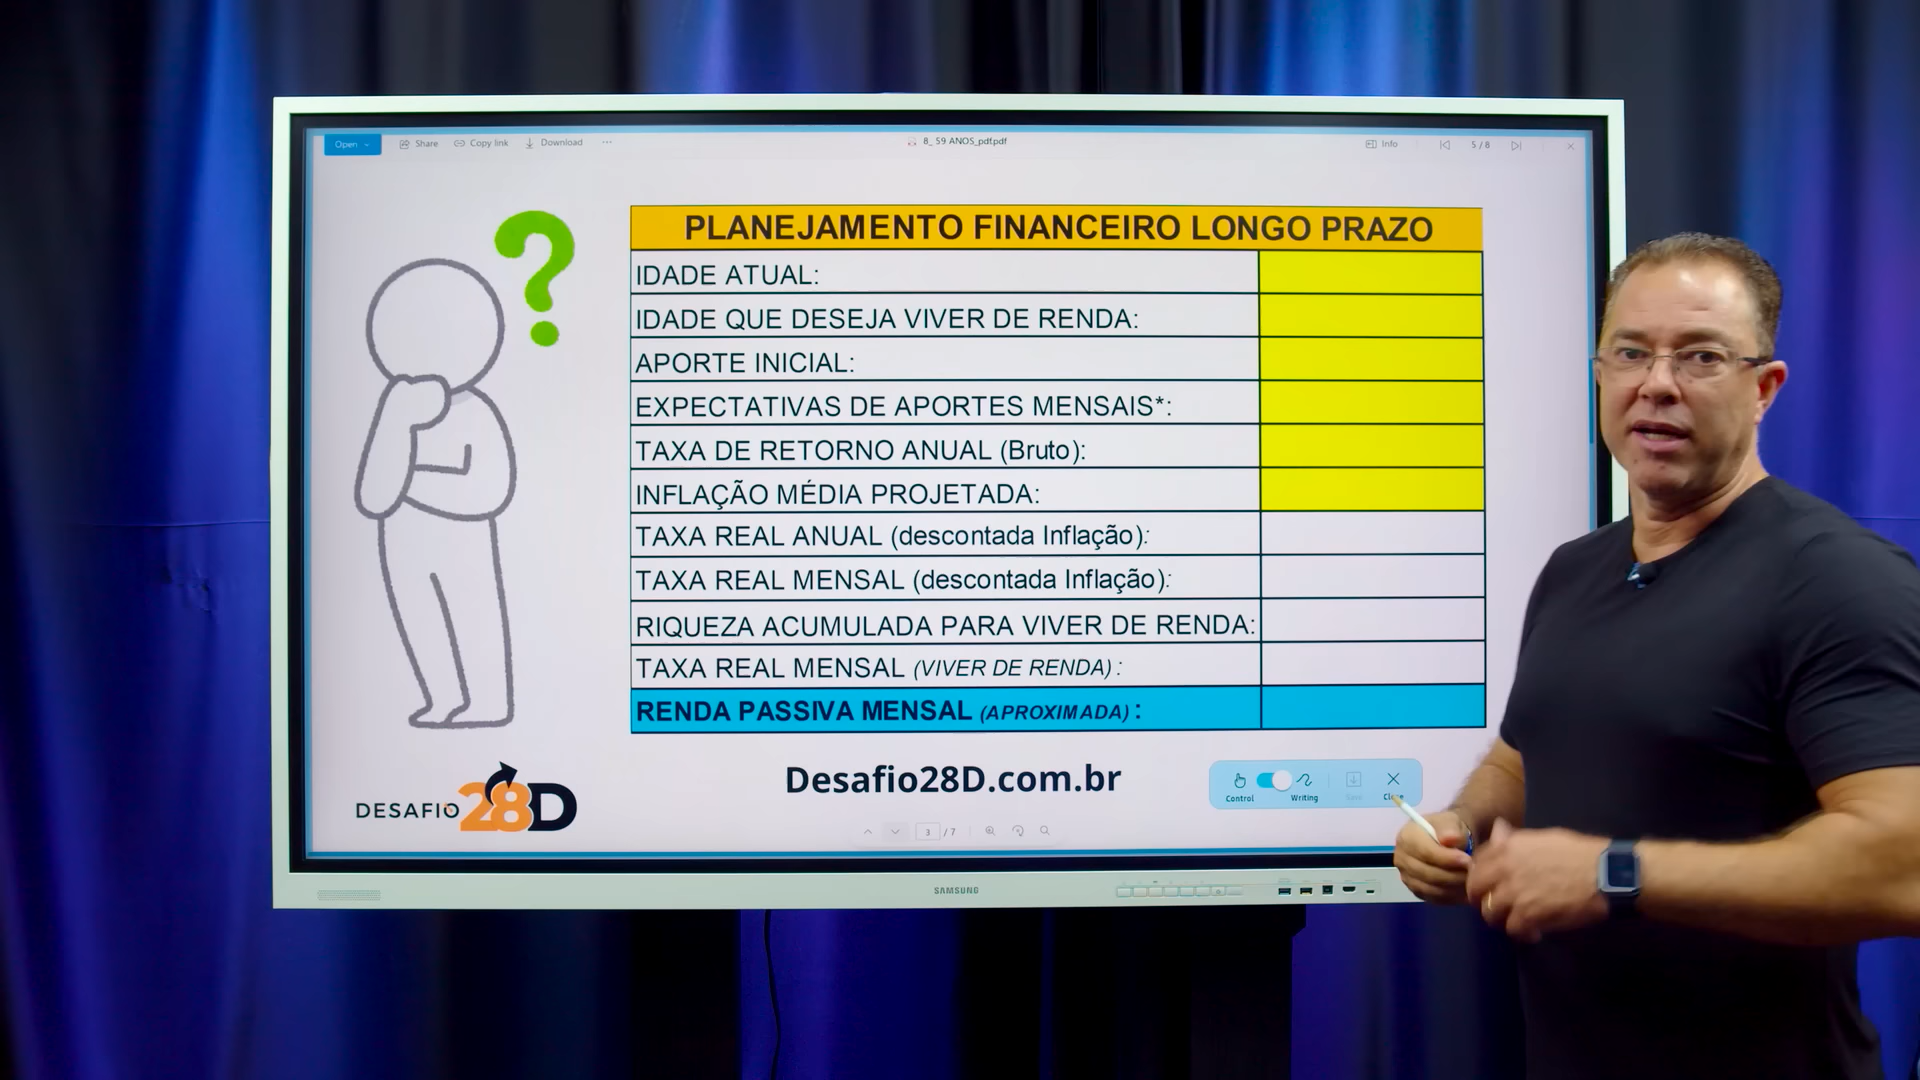 Open
Share
Copy link
Download
...
8_ 59 ANOS_pdf.pdf
Info
5 / 8
PLANEJAMENTO FINANCEIRO LONGO PRAZO
IDADE ATUAL:
IDADE QUE DESEJA VIVER DE RENDA:
APORTE INICIAL:
EXPECTATIVAS DE APORTES MENSAIS*:
TAXA DE RETORNO ANUAL (Bruto):
INFLAÇÃO MÉDIA PROJETADA:
TAXA REAL ANUAL (descontada Inflação):
TAXA REAL MENSAL (descontada Inflação):
RIQUEZA ACUMULADA PARA VIVER DE RENDA:
TAXA REAL MENSAL (VIVER DE RENDA) :
RENDA PASSIVA MENSAL (APROXIMADA) :
DESAFIO 28D
Desafio28D.com.br
Control
Writing
Save
Close
3 / 7
SAMSUNG